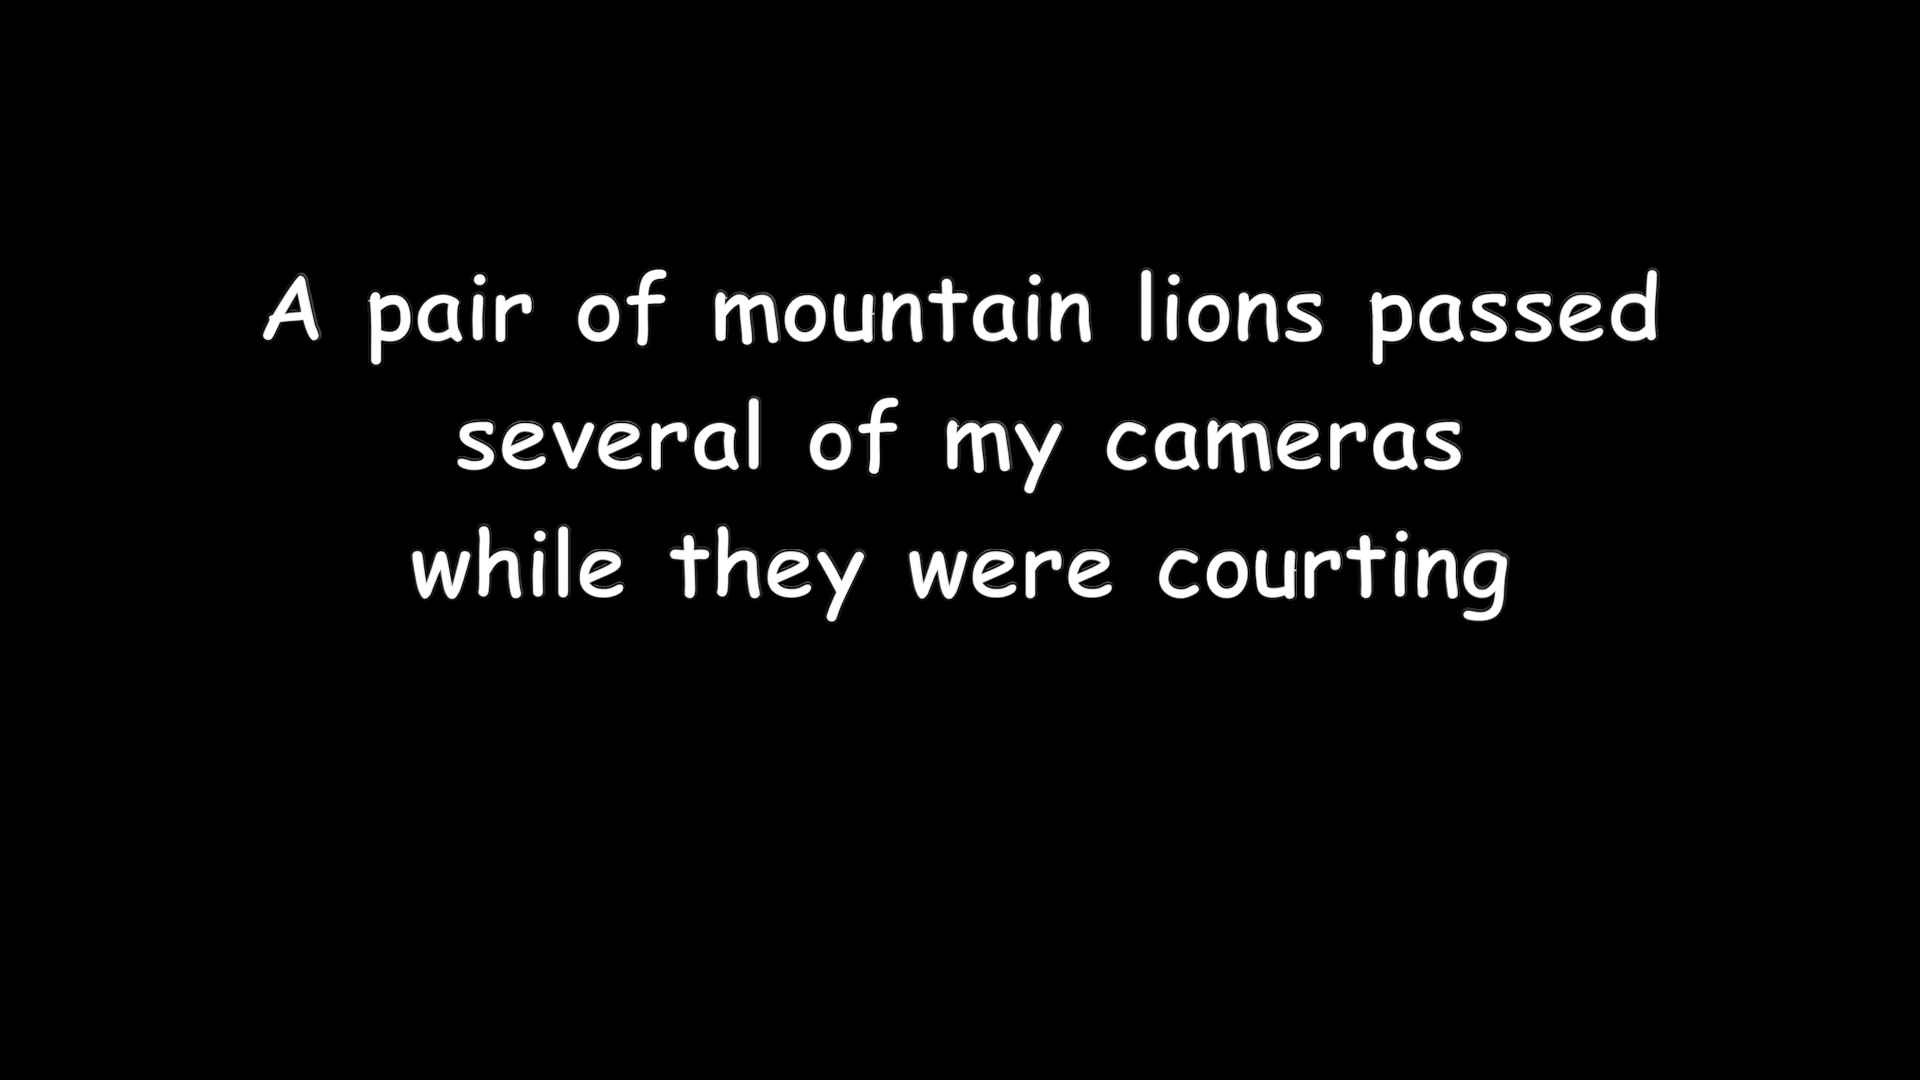 A pair of mountain lions passed
several of my cameras
while they were courting